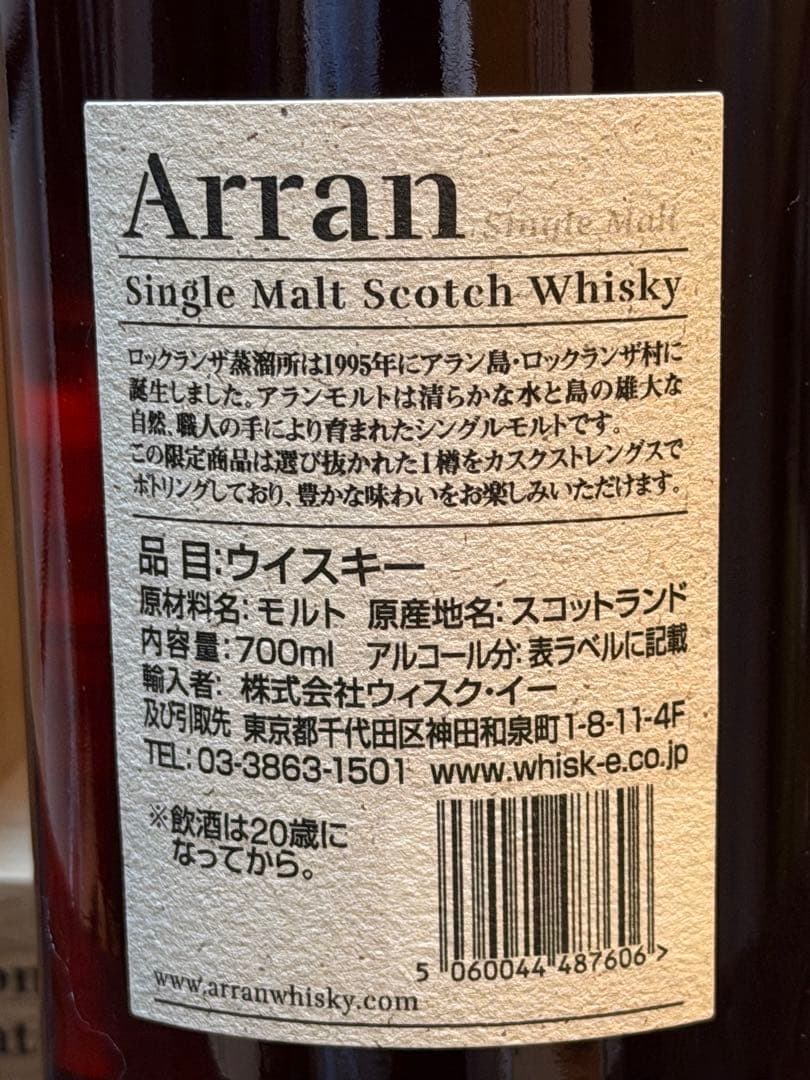 Arran Single Malt
Single Malt Scotch Whisky
ロックランザ蒸溜所は1995年にアラン島・ロックランザ村に
誕生しました。アランモルトは清らかな水と島の雄大な
自然、職人の手により育まれたシングルモルトです。
この限定商品は選び抜かれた1樽をカスクストレングスで
ボトリングしており、豊かな味わいをお楽しみいただけます。
品目:ウイスキー
原材料名:モルト 原産地名:スコットランド
内容量:700ml アルコール分:表ラベルに記載
輸入者: 株式会社ウィスク・イー
及び引取先 東京都千代田区神田和泉町1-8-11-4F
TEL:03-3863-1501 www.whisk-e.co.jp
※飲酒は20歳に
なってから。
5 060044 487606 >
www.arranwhisky.com